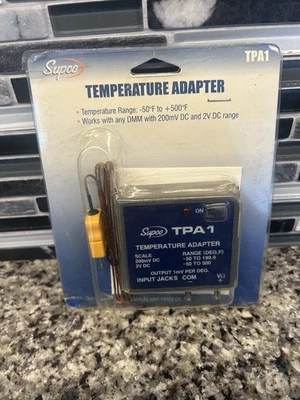 Supco
TPA1
TEMPERATURE ADAPTER
• Temperature Range: -50°F to +500°F
• Works with any DMM with 200mV DC and 2V DC range
ON
Supco TPA1
TEMPERATURE ADAPTER
SCALE RANGE (DEG.F)
200mV DC -50 TO 199.9
2V DC -50 TO 500
OUTPUT 1mV PER DEG.
INPUT JACKS COM VΩ
- +